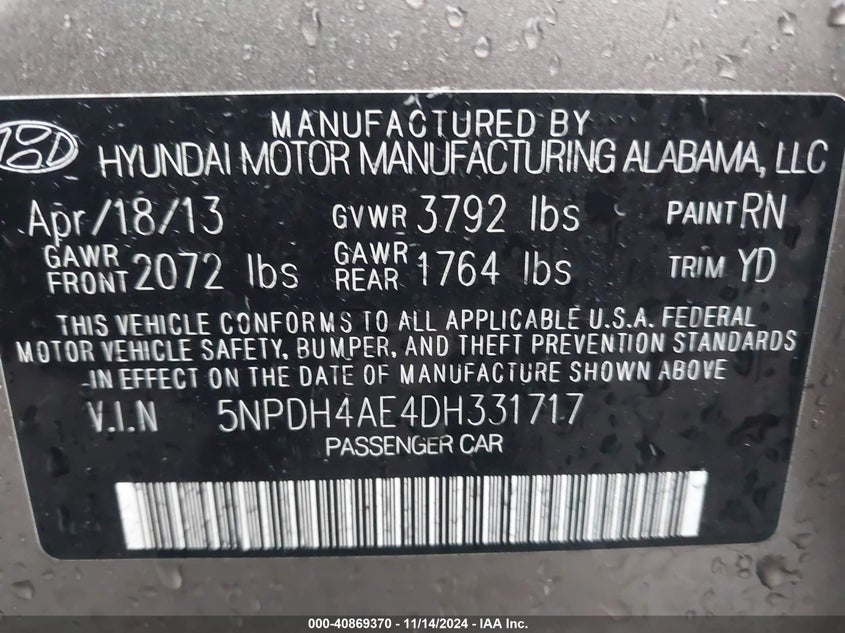 MANUFACTURED BY
HYUNDAI MOTOR MANUFACTURING ALABAMA, LLC
Apr/18/13 GVWR 3792 lbs PAINT RN
GAWR FRONT 2072 lbs GAWR REAR 1764 lbs TRIM YD
THIS VEHICLE CONFORMS TO ALL APPLICABLE U.S.A. FEDERAL
MOTOR VEHICLE SAFETY, BUMPER, AND THEFT PREVENTION STANDARDS
IN EFFECT ON THE DATE OF MANUFACTURE SHOWN ABOVE
V.I.N 5NPDH4AE4DH331717
PASSENGER CAR
000-40869370 - 11/14/2024 - IAA Inc.